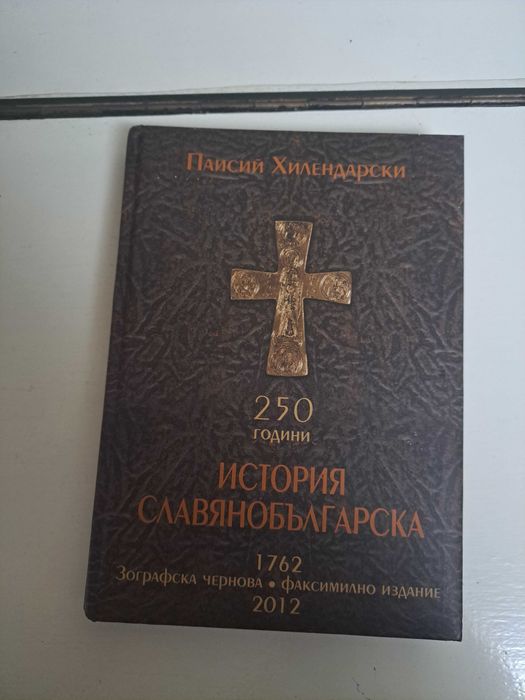 Паисий Хилендарски
250
години
ИСТОРИЯ
СЛАВЯНОБЪЛГАРСКА
1762
Зографска чернова • факсимилно издание
2012